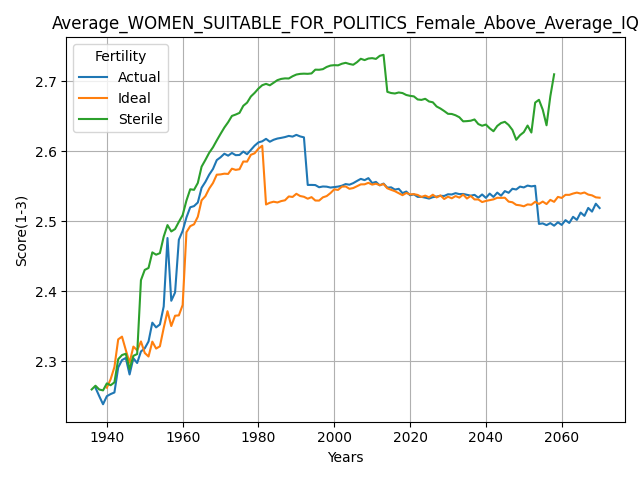 Average_WOMEN_SUITABLE_FOR_POLITICS_Female_Above_Average_IQ
Fertility
Actual
Ideal
Sterile
Score(1-3)
2.7
2.6
2.5
2.4
2.3
1940 1960 1980 2000 2020 2040 2060
Years